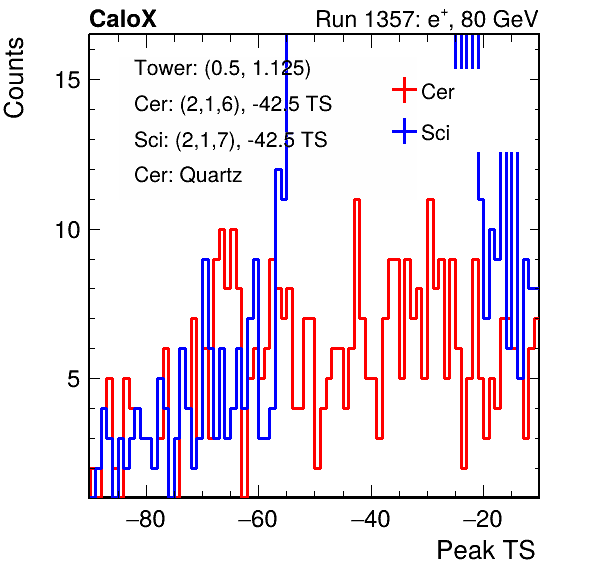 CaloX Run 1357: e⁺, 80 GeV
Counts
Tower: (0.5, 1.125)
Cer: (2,1,6), -42.5 TS
Sci: (2,1,7), -42.5 TS
Cer: Quartz
Cer
Sci
15
10
5
−80 −60 −40 −20
Peak TS